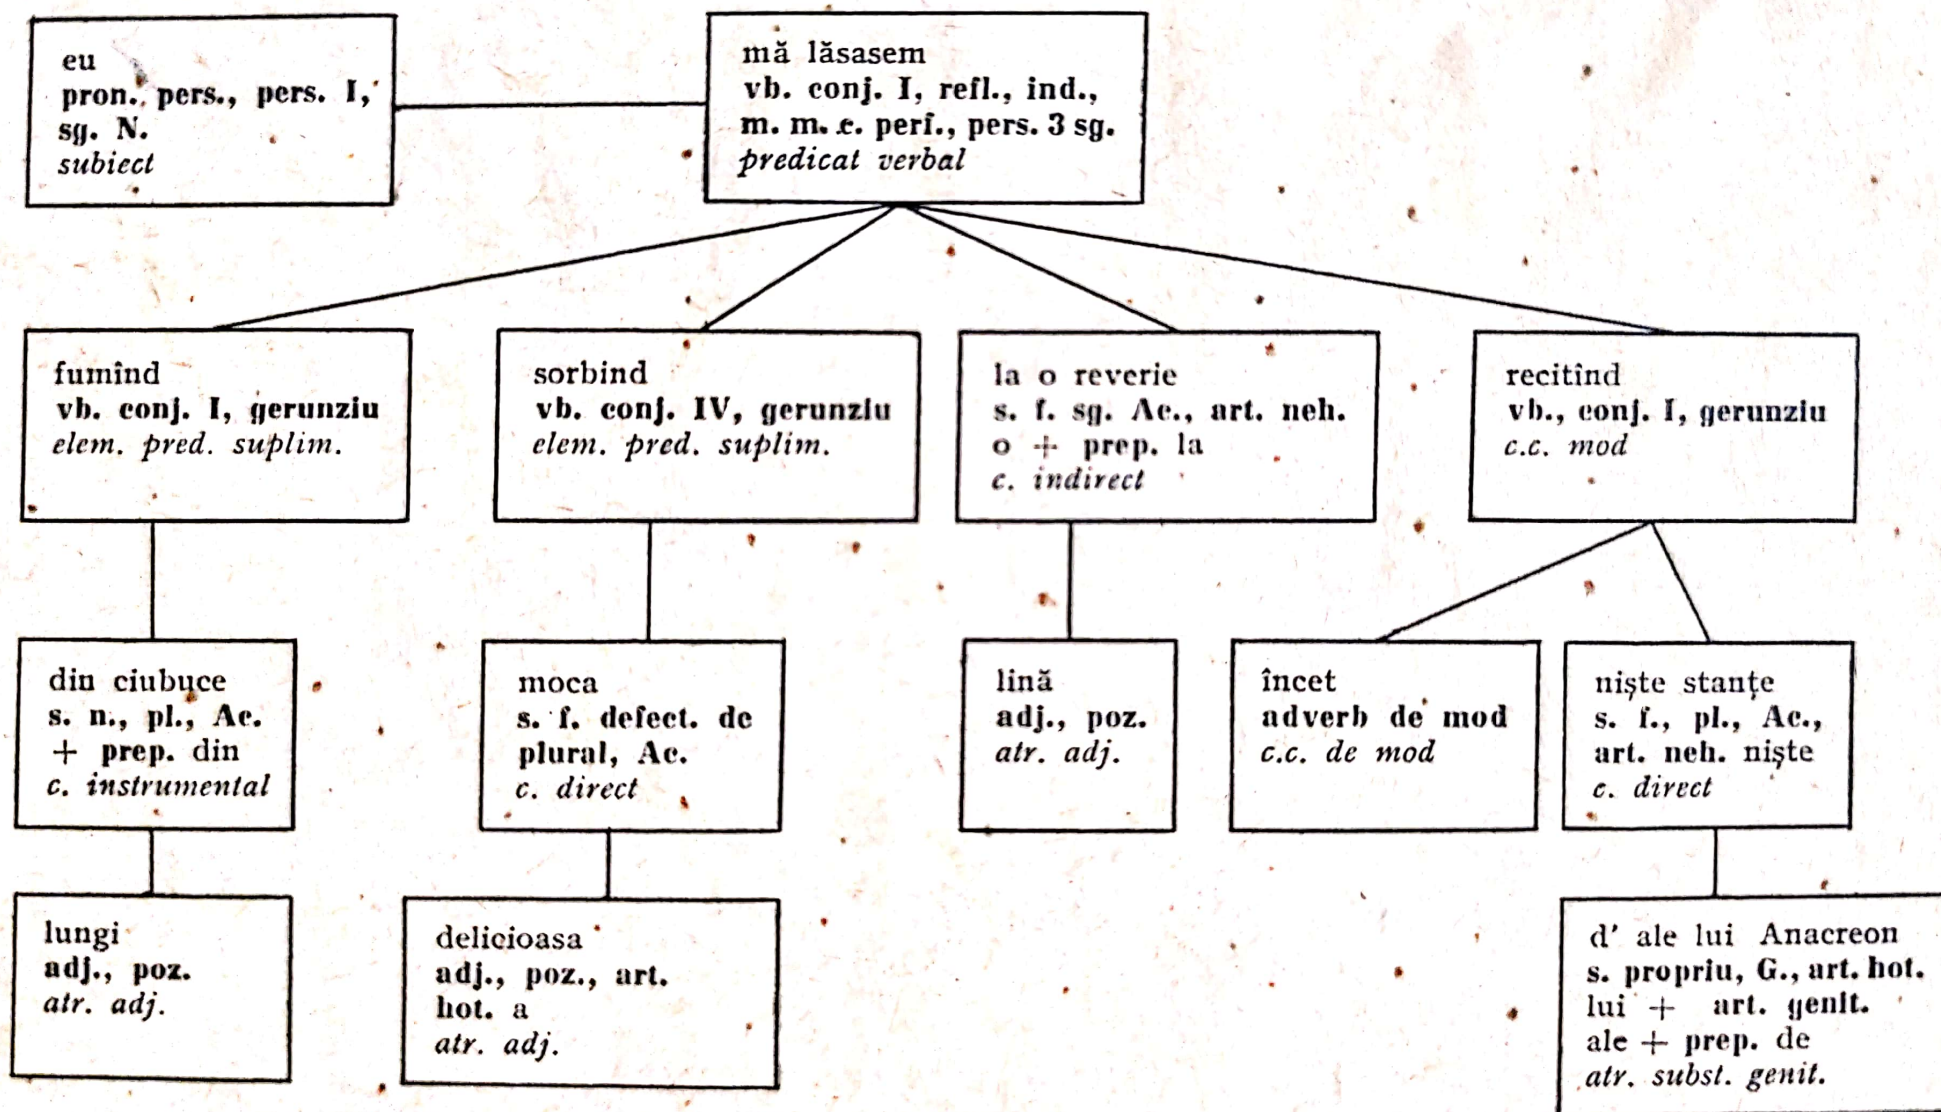 eu
pron. pers., pers. I,
sg. N.
subiect
mă lăsasem
vb. conj. I, refl., ind.,
m. m. c. perf., pers. 3 sg.
predicat verbal
fumînd
vb. conj. I, gerunziu
elem. pred. suplim.
sorbind
vb. conj. IV, gerunziu
elem. pred. suplim.
la o reverie
s. f. sg. Ac., art. neh.
o + prep. la
c. indirect
recitînd
vb., conj. I, gerunziu
c.c. mod
din ciubuce
s. n., pl., Ac.
+ prep. din
c. instrumental
moca
s. f. defect. de
plural, Ac.
c. direct
lină
adj., poz.
atr. adj.
încet
adverb de mod
c.c. de mod
niște stanțe
s. f., pl., Ac.,
art. neh. niște
c. direct
lungi
adj., poz.
atr. adj.
delicioasa
adj., poz., art.
hot. a
atr. adj.
d' ale lui Anacreon
s. propriu, G., art. hot.
lui + art. genit.
ale + prep. de
atr. subst. genit.